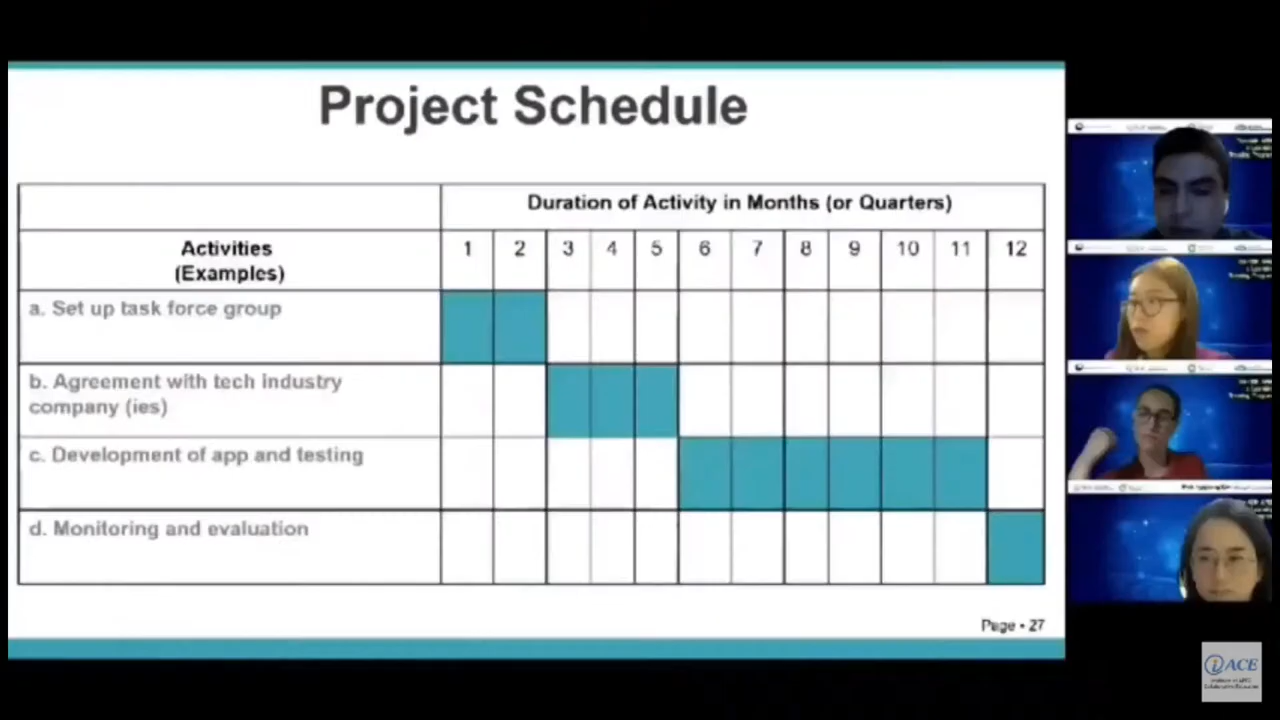 Project Schedule
Duration of Activity in Months (or Quarters)
Activities
(Examples)
1 2 3 4 5 6 7 8 9 10 11 12
a. Set up task force group
b. Agreement with tech industry
company (ies)
c. Development of app and testing
d. Monitoring and evaluation
Page • 27
ACE